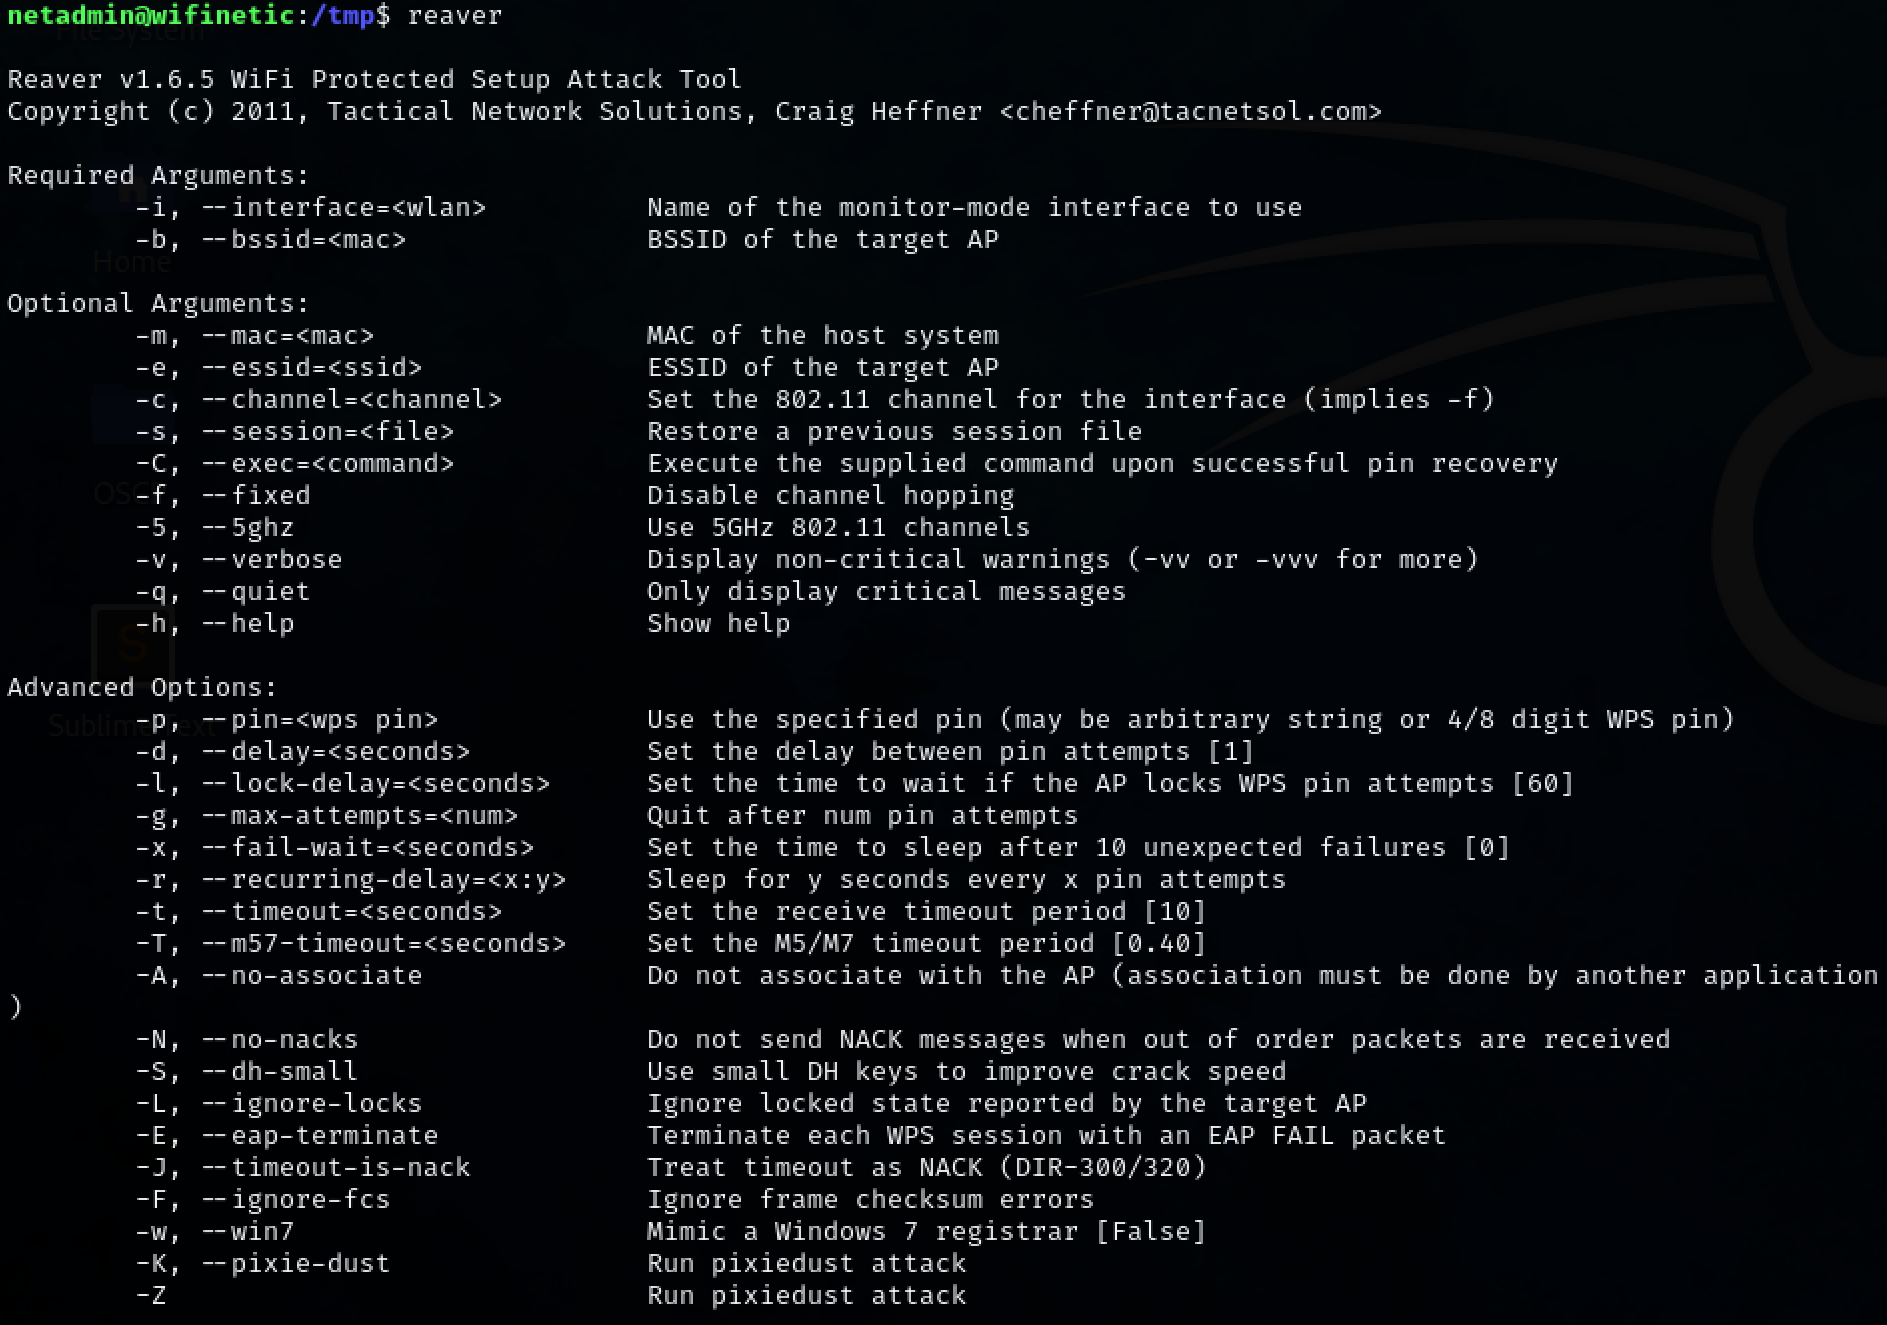 netadmin@wifinetic:/tmp$ reaver
File System
Reaver v1.6.5 WiFi Protected Setup Attack Tool
Copyright (c) 2011, Tactical Network Solutions, Craig Heffner <cheffner@tacnetsol.com>
Required Arguments:
-i, --interface=<wlan> Name of the monitor-mode interface to use
-b, --bssid=<mac> BSSID of the target AP
Home
Optional Arguments:
-m, --mac=<mac> MAC of the host system
-e, --essid=<ssid> ESSID of the target AP
-c, --channel=<channel> Set the 802.11 channel for the interface (implies -f)
-s, --session=<file> Restore a previous session file
-C, --exec=<command> Execute the supplied command upon successful pin recovery
-f, --fixed Disable channel hopping
-5, --5ghz Use 5GHz 802.11 channels
-v, --verbose Display non-critical warnings (-vv or -vvv for more)
-q, --quiet Only display critical messages
-h, --help Show help
Advanced Options:
-p, --pin=<wps pin> Use the specified pin (may be arbitrary string or 4/8 digit WPS pin)
Sublime Text
-d, --delay=<seconds> Set the delay between pin attempts [1]
-l, --lock-delay=<seconds> Set the time to wait if the AP locks WPS pin attempts [60]
-g, --max-attempts=<num> Quit after num pin attempts
-x, --fail-wait=<seconds> Set the time to sleep after 10 unexpected failures [0]
-r, --recurring-delay=<x:y> Sleep for y seconds every x pin attempts
-t, --timeout=<seconds> Set the receive timeout period [10]
-T, --m57-timeout=<seconds> Set the M5/M7 timeout period [0.40]
-A, --no-associate Do not associate with the AP (association must be done by another application
)
-N, --no-nacks Do not send NACK messages when out of order packets are received
-S, --dh-small Use small DH keys to improve crack speed
-L, --ignore-locks Ignore locked state reported by the target AP
-E, --eap-terminate Terminate each WPS session with an EAP FAIL packet
-J, --timeout-is-nack Treat timeout as NACK (DIR-300/320)
-F, --ignore-fcs Ignore frame checksum errors
-w, --win7 Mimic a Windows 7 registrar [False]
-K, --pixie-dust Run pixiedust attack
-Z Run pixiedust attack